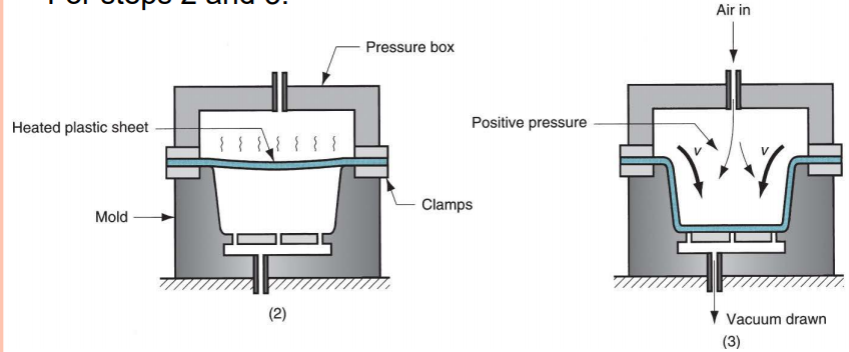 For steps 2 and 3:
Pressure box
Heated plastic sheet
Clamps
Mold
(2)
Air in
Positive pressure
v
v
Vacuum drawn
(3)